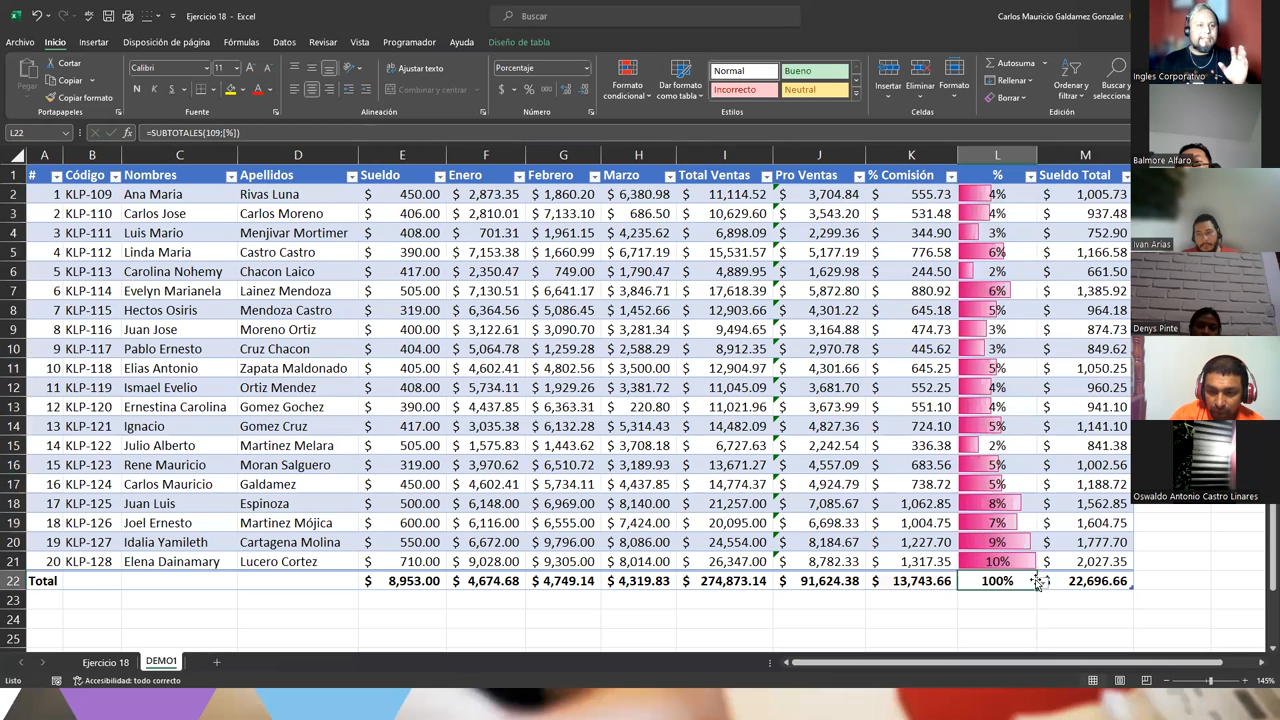 Ejercicio 18 - Excel
Buscar
Carlos Mauricio Galdamez Gonzalez
Archivo Inicio Insertar Disposición de página Fórmulas Datos Revisar Vista Programador Ayuda Diseño de tabla
Pegar
Cortar
Copiar
Copiar formato
Portapapeles
Calibri 11
N K S
Fuente
Ajustar texto
Combinar y centrar
Alineación
Porcentaje
$ % 000
Número
Formato condicional
Dar formato como tabla
Normal Bueno
Incorrecto Neutral
Estilos
Insertar Eliminar Formato
Celdas
Autosuma
Rellenar
Borrar
Ordenar y filtrar
Buscar y selecciona
Edición
L22 fx =SUBTOTALES(109;[%])
A B C D E F G H I J K L M
1 # Código Nombres Apellidos Sueldo Enero Febrero Marzo Total Ventas Pro Ventas % Comisión % Sueldo Total
2 1 KLP-109 Ana Maria Rivas Luna $ 450.00 $ 2,873.35 $ 1,860.20 $ 6,380.98 $ 11,114.52 $ 3,704.84 $ 555.73 4% $ 1,005.73
3 2 KLP-110 Carlos Jose Carlos Moreno $ 406.00 $ 2,810.01 $ 7,133.10 $ 686.50 $ 10,629.60 $ 3,543.20 $ 531.48 4% $ 937.48
4 3 KLP-111 Luis Mario Menjivar Mortimer $ 408.00 $ 701.31 $ 1,961.15 $ 4,235.62 $ 6,898.09 $ 2,299.36 $ 344.90 3% $ 752.90
5 4 KLP-112 Linda Maria Castro Castro $ 390.00 $ 7,153.38 $ 1,660.99 $ 6,717.19 $ 15,531.57 $ 5,177.19 $ 776.58 6% $ 1,166.58
6 5 KLP-113 Carolina Nohemy Chacon Laico $ 417.00 $ 2,350.47 $ 749.00 $ 1,790.47 $ 4,889.95 $ 1,629.98 $ 244.50 2% $ 661.50
7 6 KLP-114 Evelyn Marianela Lainez Mendoza $ 505.00 $ 7,130.51 $ 6,641.17 $ 3,846.71 $ 17,618.39 $ 5,872.80 $ 880.92 6% $ 1,385.92
8 7 KLP-115 Hectos Osiris Mendoza Castro $ 319.00 $ 6,364.56 $ 5,086.45 $ 1,452.66 $ 12,903.66 $ 4,301.22 $ 645.18 5% $ 964.18
9 8 KLP-116 Juan Jose Moreno Ortiz $ 400.00 $ 3,122.61 $ 3,090.70 $ 3,281.34 $ 9,494.65 $ 3,164.88 $ 474.73 3% $ 874.73
10 9 KLP-117 Pablo Ernesto Cruz Chacon $ 404.00 $ 5,064.78 $ 1,259.28 $ 2,588.29 $ 8,912.35 $ 2,970.78 $ 445.62 3% $ 849.62
11 10 KLP-118 Elias Antonio Zapata Maldonado $ 405.00 $ 4,602.41 $ 4,802.56 $ 3,500.00 $ 12,904.97 $ 4,301.66 $ 645.25 5% $ 1,050.25
12 11 KLP-119 Ismael Evelio Ortiz Mendez $ 408.00 $ 5,734.11 $ 1,929.26 $ 3,381.72 $ 11,045.09 $ 3,681.70 $ 552.25 4% $ 960.25
13 12 KLP-120 Ernestina Carolina Gomez Gochez $ 390.00 $ 4,437.85 $ 6,363.31 $ 220.80 $ 11,021.96 $ 3,673.99 $ 551.10 4% $ 941.10
14 13 KLP-121 Ignacio Gomez Cruz $ 417.00 $ 3,035.38 $ 6,132.28 $ 5,314.43 $ 14,482.09 $ 4,827.36 $ 724.10 5% $ 1,141.10
15 14 KLP-122 Julio Alberto Martinez Melara $ 505.00 $ 1,575.83 $ 1,443.62 $ 3,708.18 $ 6,727.63 $ 2,242.54 $ 336.38 2% $ 841.38
16 15 KLP-123 Rene Mauricio Moran Salguero $ 319.00 $ 3,970.62 $ 6,510.72 $ 3,189.93 $ 13,671.27 $ 4,557.09 $ 683.56 5% $ 1,002.56
17 16 KLP-124 Carlos Mauricio Galdamez $ 450.00 $ 4,602.41 $ 5,734.11 $ 4,437.85 $ 14,774.37 $ 4,924.79 $ 738.72 5% $ 1,188.72
18 17 KLP-125 Juan Luis Espinoza $ 500.00 $ 6,148.00 $ 6,969.00 $ 8,140.00 $ 21,257.00 $ 7,085.67 $ 1,062.85 8% $ 1,562.85
19 18 KLP-126 Joel Ernesto Martinez Mójica $ 600.00 $ 6,116.00 $ 6,555.00 $ 7,424.00 $ 20,095.00 $ 6,698.33 $ 1,004.75 7% $ 1,604.75
20 19 KLP-127 Idalia Yamileth Cartagena Molina $ 550.00 $ 6,672.00 $ 9,796.00 $ 8,086.00 $ 24,554.00 $ 8,184.67 $ 1,227.70 9% $ 1,777.70
21 20 KLP-128 Elena Dainamary Lucero Cortez $ 710.00 $ 9,028.00 $ 9,305.00 $ 8,014.00 $ 26,347.00 $ 8,782.33 $ 1,317.35 10% $ 2,027.35
22 Total $ 8,953.00 $ 4,674.68 $ 4,749.14 $ 4,319.83 $ 274,873.14 $ 91,624.38 $ 13,743.66 100% 22,696.66
23
24
25
Ejercicio 18 DEMO1
Listo Accesibilidad: todo correcto 145%
Ingles Corporativo
Balmore Alfaro
Ivan Arias
Denys Pinte
Oswaldo Antonio Castro Linares